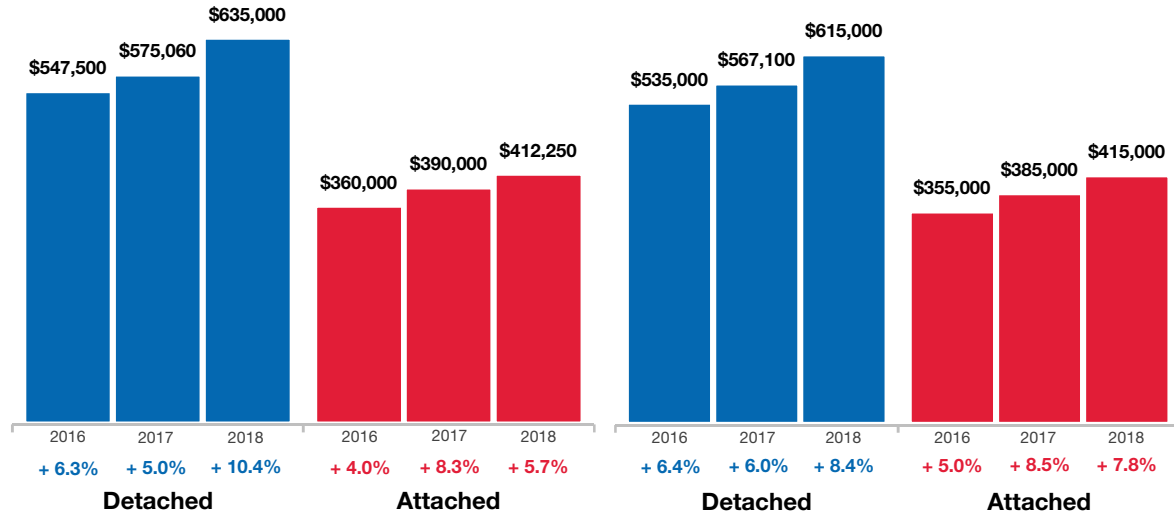 $547,500
$575,060
$635,000
$360,000
$390,000
$412,250
2016 2017 2018 2016 2017 2018
+ 6.3% + 5.0% + 10.4% + 4.0% + 8.3% + 5.7%
Detached Attached
$535,000
$567,100
$615,000
$355,000
$385,000
$415,000
2016 2017 2018 2016 2017 2018
+ 6.4% + 6.0% + 8.4% + 5.0% + 8.5% + 7.8%
Detached Attached